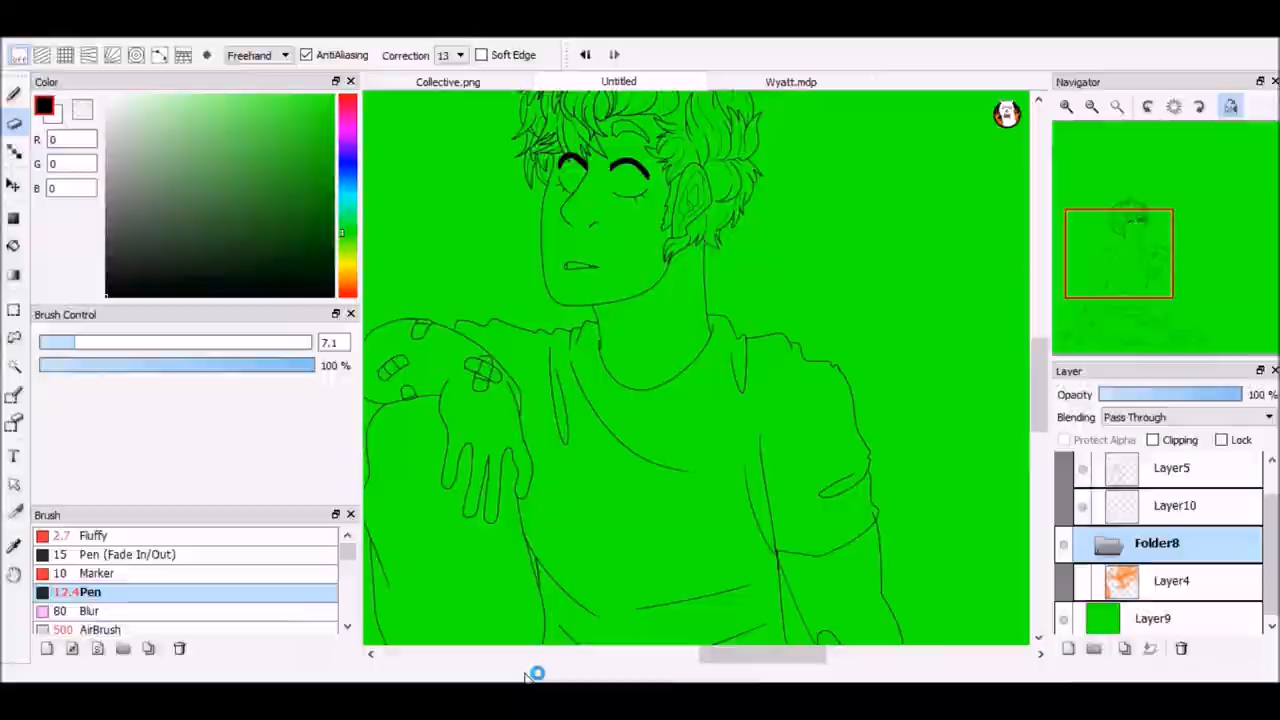 OFF Freehand AntiAliasing Correction 13 Soft Edge
Color Collective.png Untitled Wyatt.mdp Navigator
R 0
G 0
B 0
Brush Control
7.1
100 %
Layer
Opacity 100 %
Blending Pass Through
Protect Alpha Clipping Lock
Layer5
Layer10
Folder8
Layer4
Layer9
Brush
2.7 Fluffy
15 Pen (Fade In/Out)
10 Marker
12.4 Pen
80 Blur
500 AirBrush
T